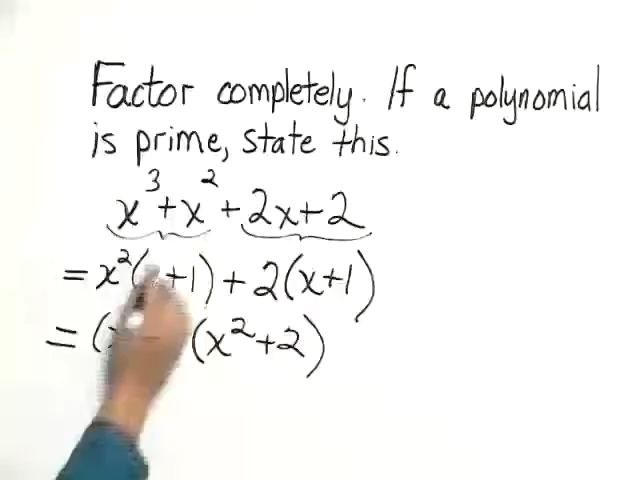 Factor completely. If a polynomial
is prime, state this.
x³ + x² + 2x + 2
= x²( +1) + 2(x+1)
= ( (x²+2)